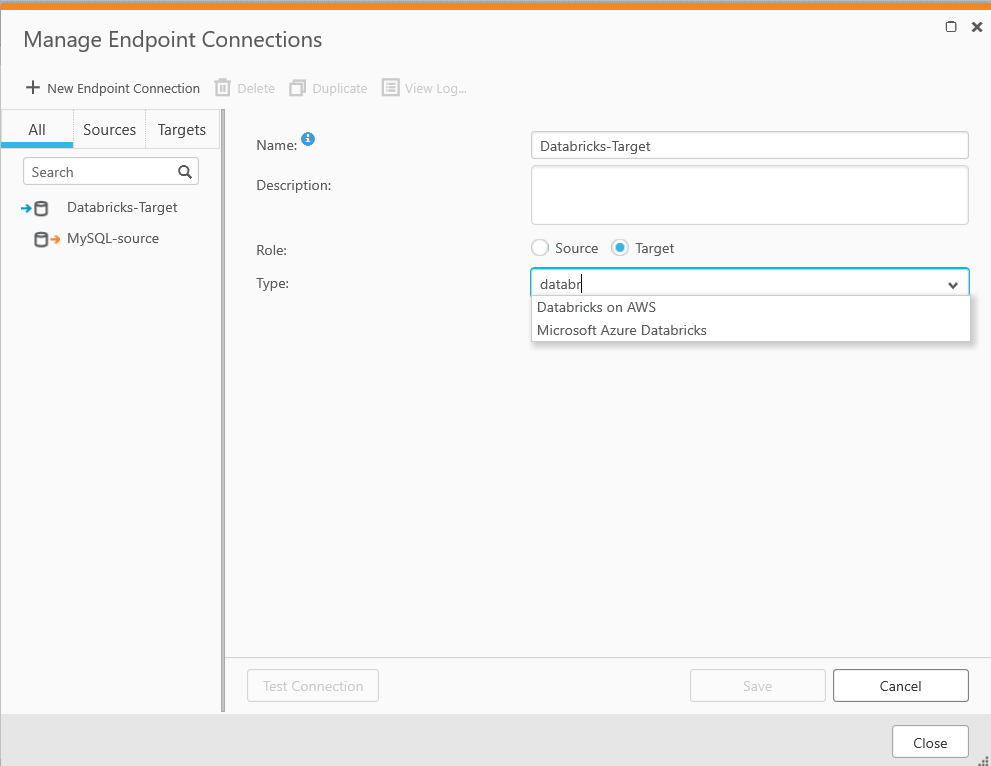 Manage Endpoint Connections
New Endpoint Connection Delete Duplicate View Log...
All Sources Targets
Search
Databricks-Target
MySQL-source
Name: Databricks-Target
Description:
Role: Source Target
Type: databr
Databricks on AWS
Microsoft Azure Databricks
Test Connection Save Cancel
Close